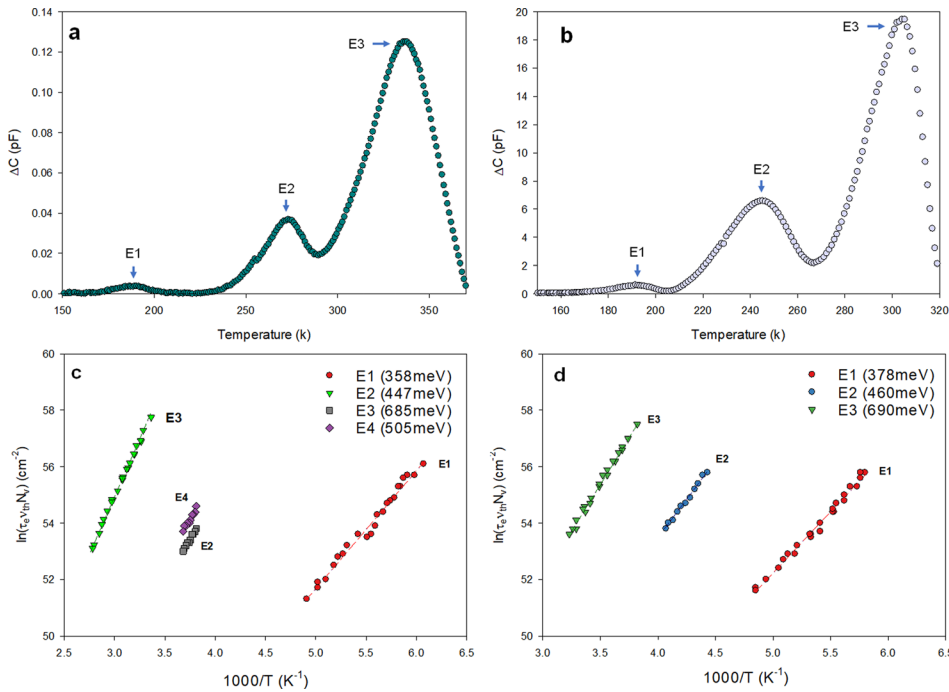 a
E3
E2
E1
ΔC (pF)
0.14
0.12
0.10
0.08
0.06
0.04
0.02
0.00
150 200 250 300 350
Temperature (k)
b
E3
E2
E1
ΔC (pF)
20
18
16
14
12
10
8
6
4
2
0
160 180 200 220 240 260 280 300 320
Temperature (k)
c
E1 (358meV)
E2 (447meV)
E3 (685meV)
E4 (505meV)
E3
E1
E4
E2
ln(τₑνₜₕNᵥ) (cm⁻²)
60
58
56
54
52
50
2.5 3.0 3.5 4.0 4.5 5.0 5.5 6.0 6.5
1000/T (K⁻¹)
d
E1 (378meV)
E2 (460meV)
E3 (690meV)
E3
E2
E1
ln(τₑνₜₕNᵥ) (cm⁻²)
60
58
56
54
52
50
3.0 3.5 4.0 4.5 5.0 5.5 6.0 6.5
1000/T (K⁻¹)